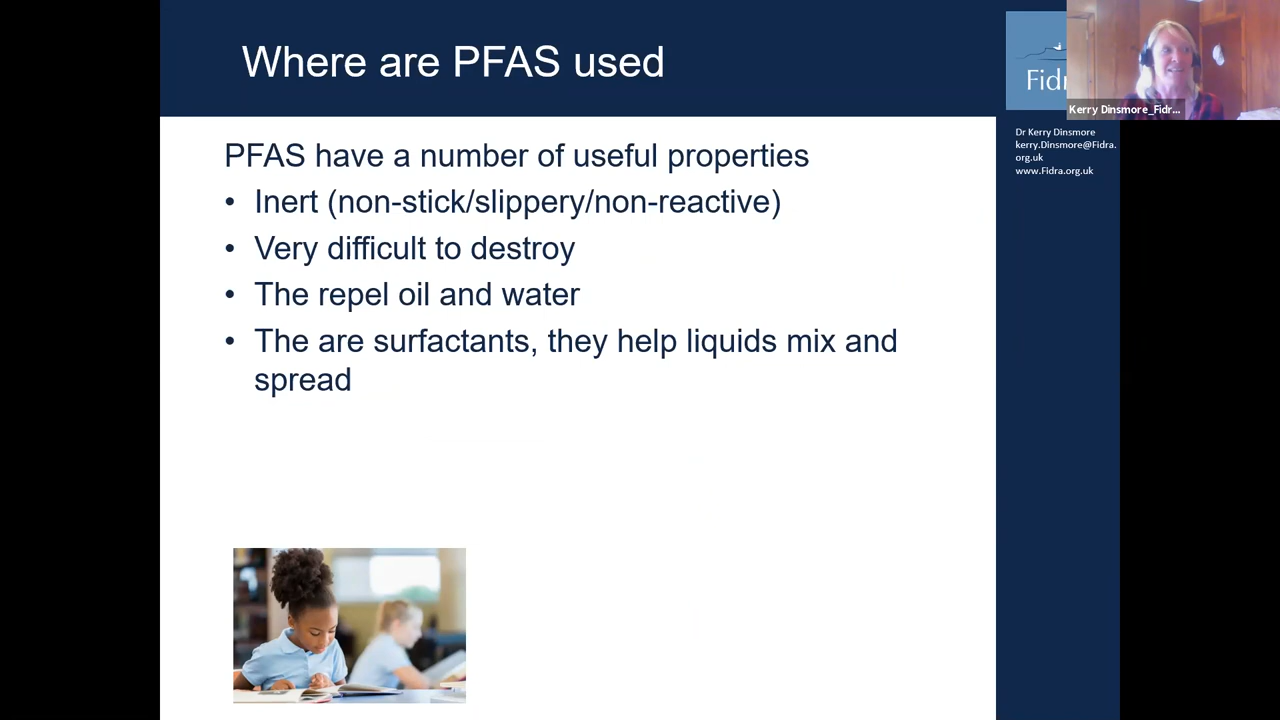 Where are PFAS used
PFAS have a number of useful properties
• Inert (non-stick/slippery/non-reactive)
• Very difficult to destroy
• The repel oil and water
• The are surfactants, they help liquids mix and
spread
Fid
Kerry Dinsmore_Fidr...
Dr Kerry Dinsmore
kerry.Dinsmore@Fidra.
org.uk
www.Fidra.org.uk